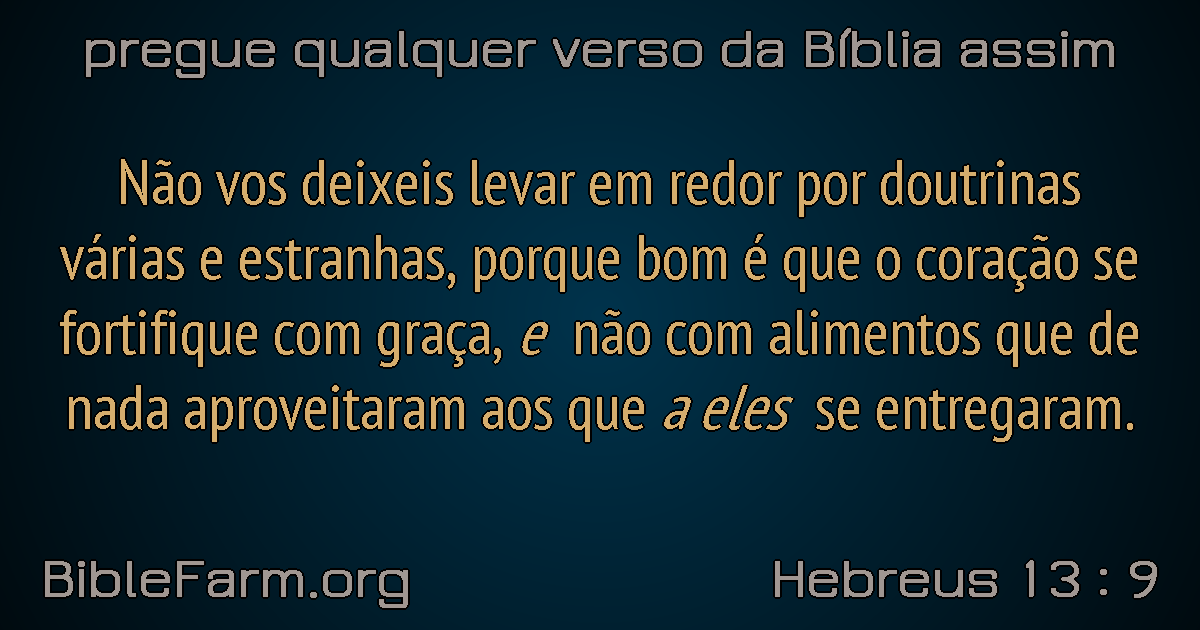 pregue qualquer verso da Bíblia assim
Não vos deixeis levar em redor por doutrinas
várias e estranhas, porque bom é que o coração se
fortifique com graça, e não com alimentos que de
nada aproveitaram aos que a eles se entregaram.
BibleFarm.org
Hebreus 13 : 9